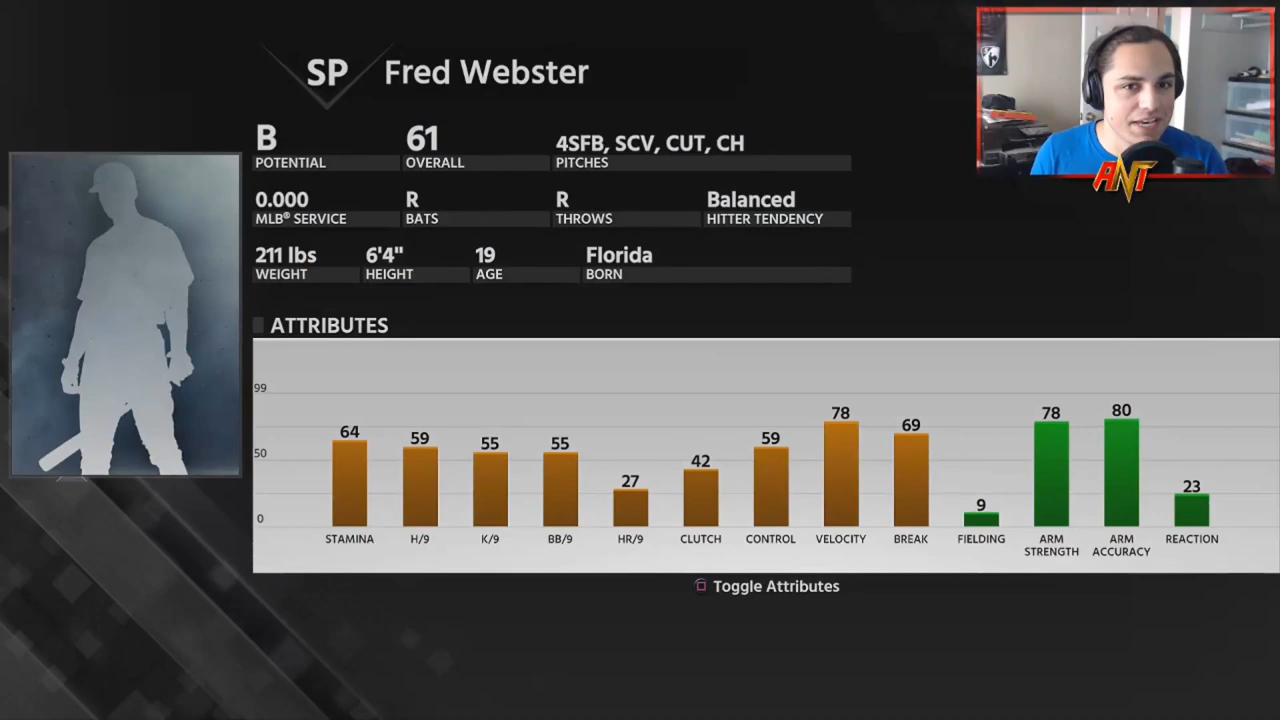 SP Fred Webster
B 61 4SFB, SCV, CUT, CH
POTENTIAL OVERALL PITCHES
0.000 R R Balanced
MLB® SERVICE BATS THROWS HITTER TENDENCY
211 lbs 6'4" 19 Florida
WEIGHT HEIGHT AGE BORN
ANT
ATTRIBUTES
99
50
0
64 59 55 55 27 42 59 78 69 9 78 80 23
STAMINA H/9 K/9 BB/9 HR/9 CLUTCH CONTROL VELOCITY BREAK FIELDING ARM STRENGTH ARM ACCURACY REACTION
Toggle Attributes